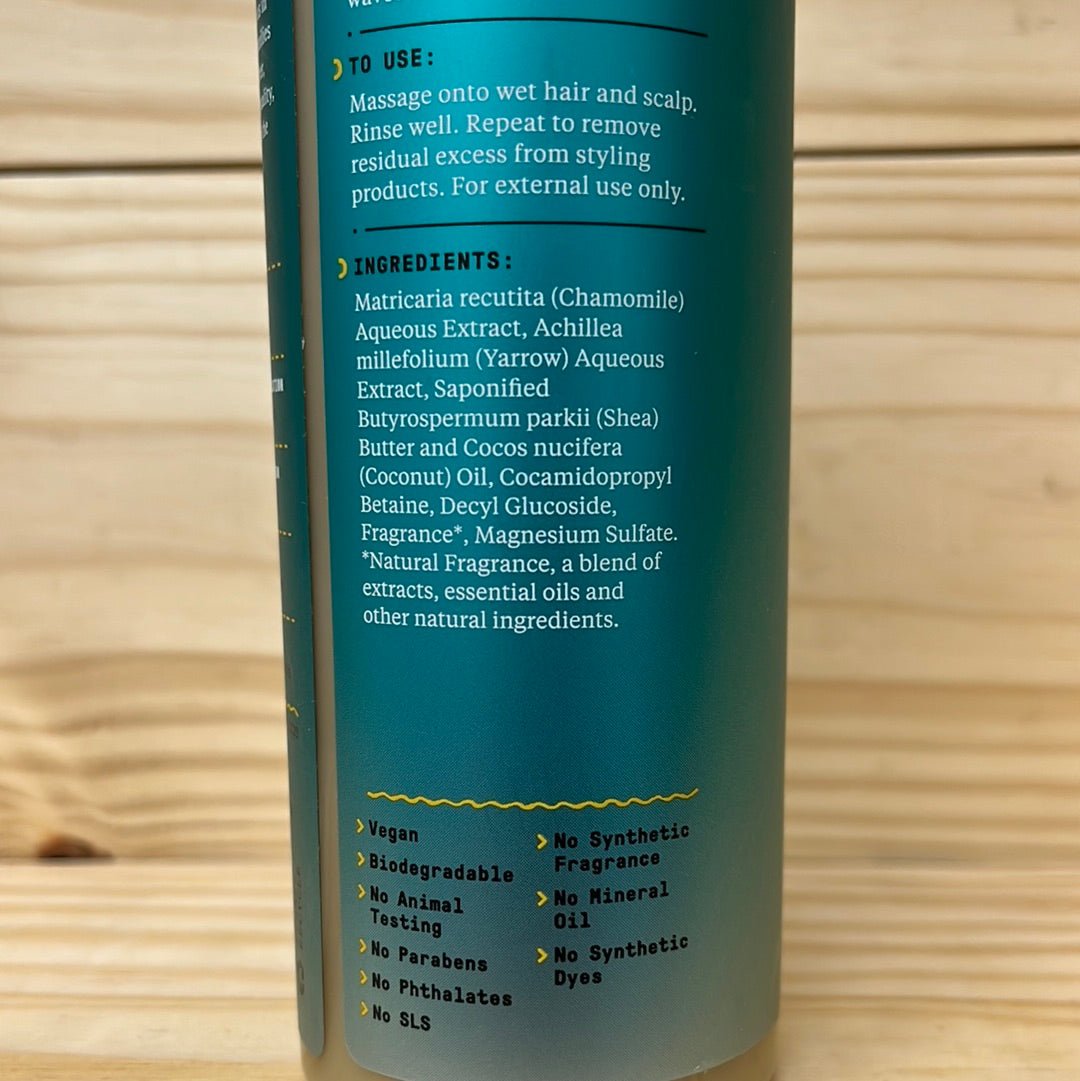 TO USE:
Massage onto wet hair and scalp.
Rinse well. Repeat to remove
residual excess from styling
products. For external use only.
INGREDIENTS:
Matricaria recutita (Chamomile)
Aqueous Extract, Achillea
millefolium (Yarrow) Aqueous
Extract, Saponified
Butyrospermum parkii (Shea)
Butter and Cocos nucifera
(Coconut) Oil, Cocamidopropyl
Betaine, Decyl Glucoside,
Fragrance*, Magnesium Sulfate.
*Natural Fragrance, a blend of
extracts, essential oils and
other natural ingredients.
Vegan
Biodegradable
No Animal
Testing
No Parabens
No Phthalates
No SLS
No Synthetic
Fragrance
No Mineral
Oil
No Synthetic
Dyes